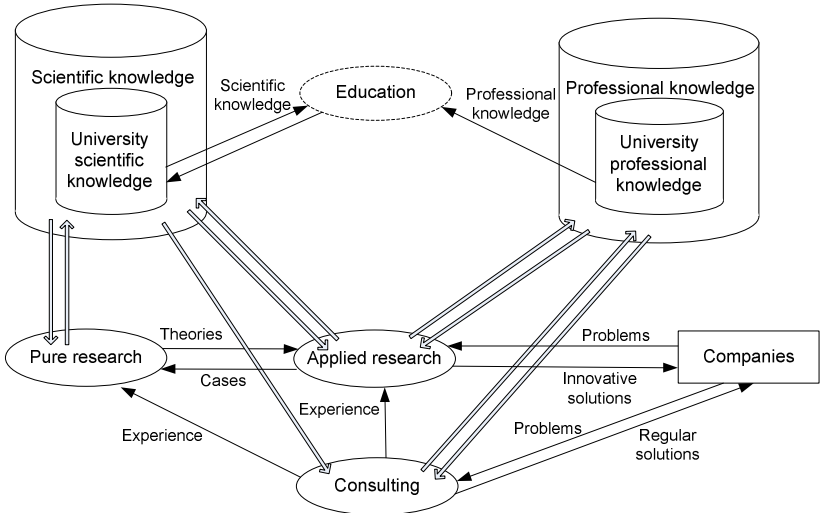 Scientific knowledge
University
scientific
knowledge
Scientific
knowledge
Education
Professional
knowledge
Professional knowledge
University
professional
knowledge
Pure research
Theories
Cases
Applied research
Problems
Innovative
solutions
Companies
Experience
Experience
Problems
Regular
solutions
Consulting